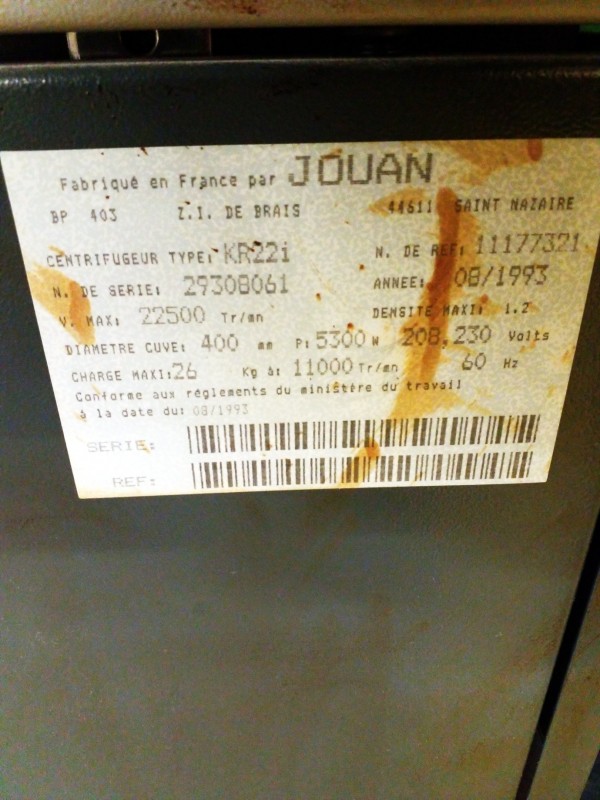 Fabriqué en France par JOUAN
BP 403 Z.I. DE BRAIS 44611 SAINT NAZAIRE
CENTRIFUGEUR TYPE: KR22i N. DE REF: 11177321
N. DE SERIE: 29308061 ANNEE: 08/1993
V. MAX: 22500 Tr/mn DENSITE MAXI: 1.2
DIAMETRE CUVE: 400 mm P: 5300 W 208,230 Volts
CHARGE MAXI: 26 Kg à: 11000 Tr/mn 60 Hz
Conforme aux réglements du ministère du travail
à la date du: 08/1993
SERIE:
REF: